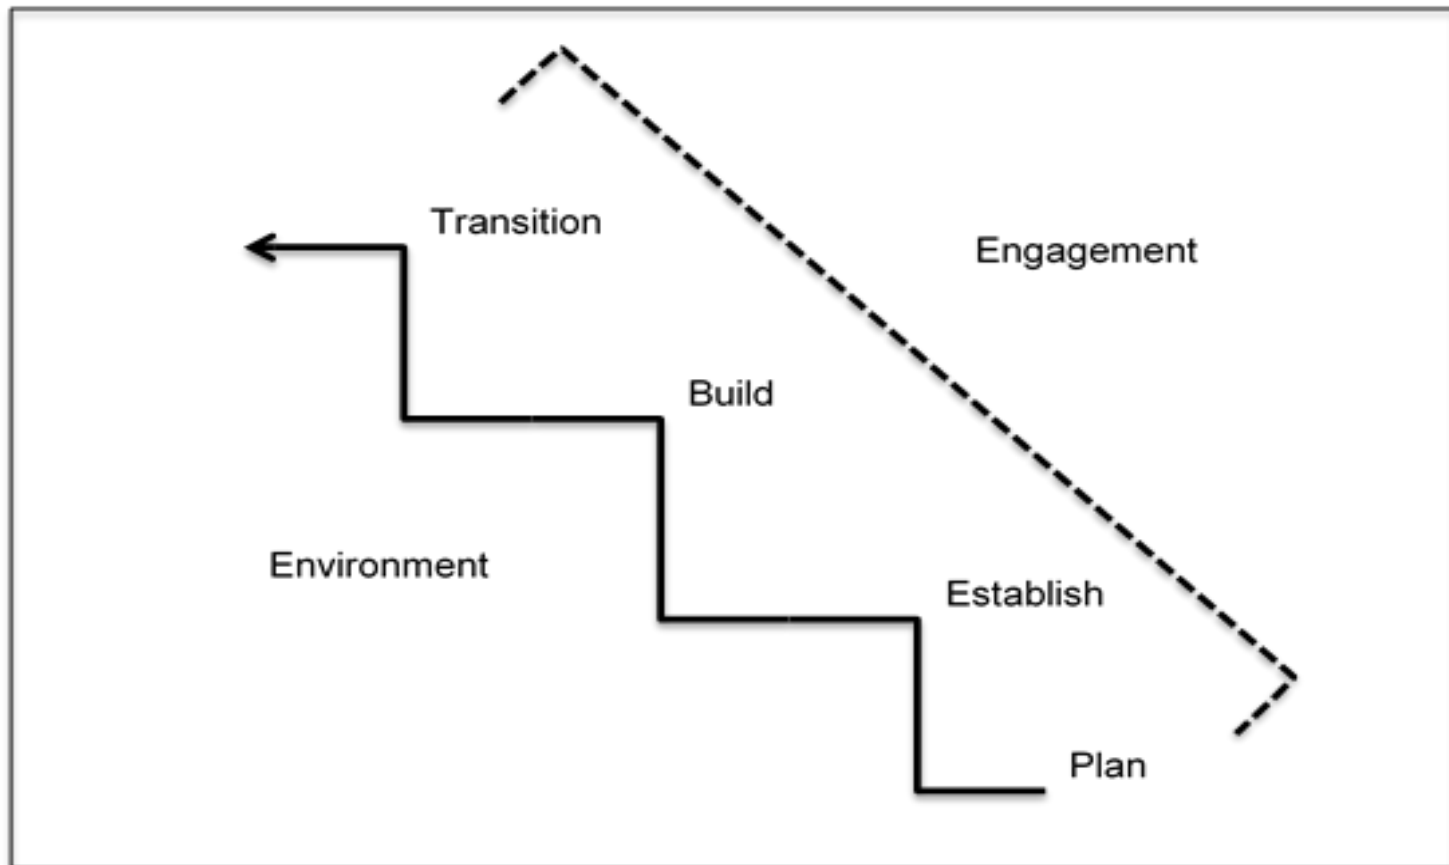 Transition
Engagement
Build
Environment
Establish
Plan